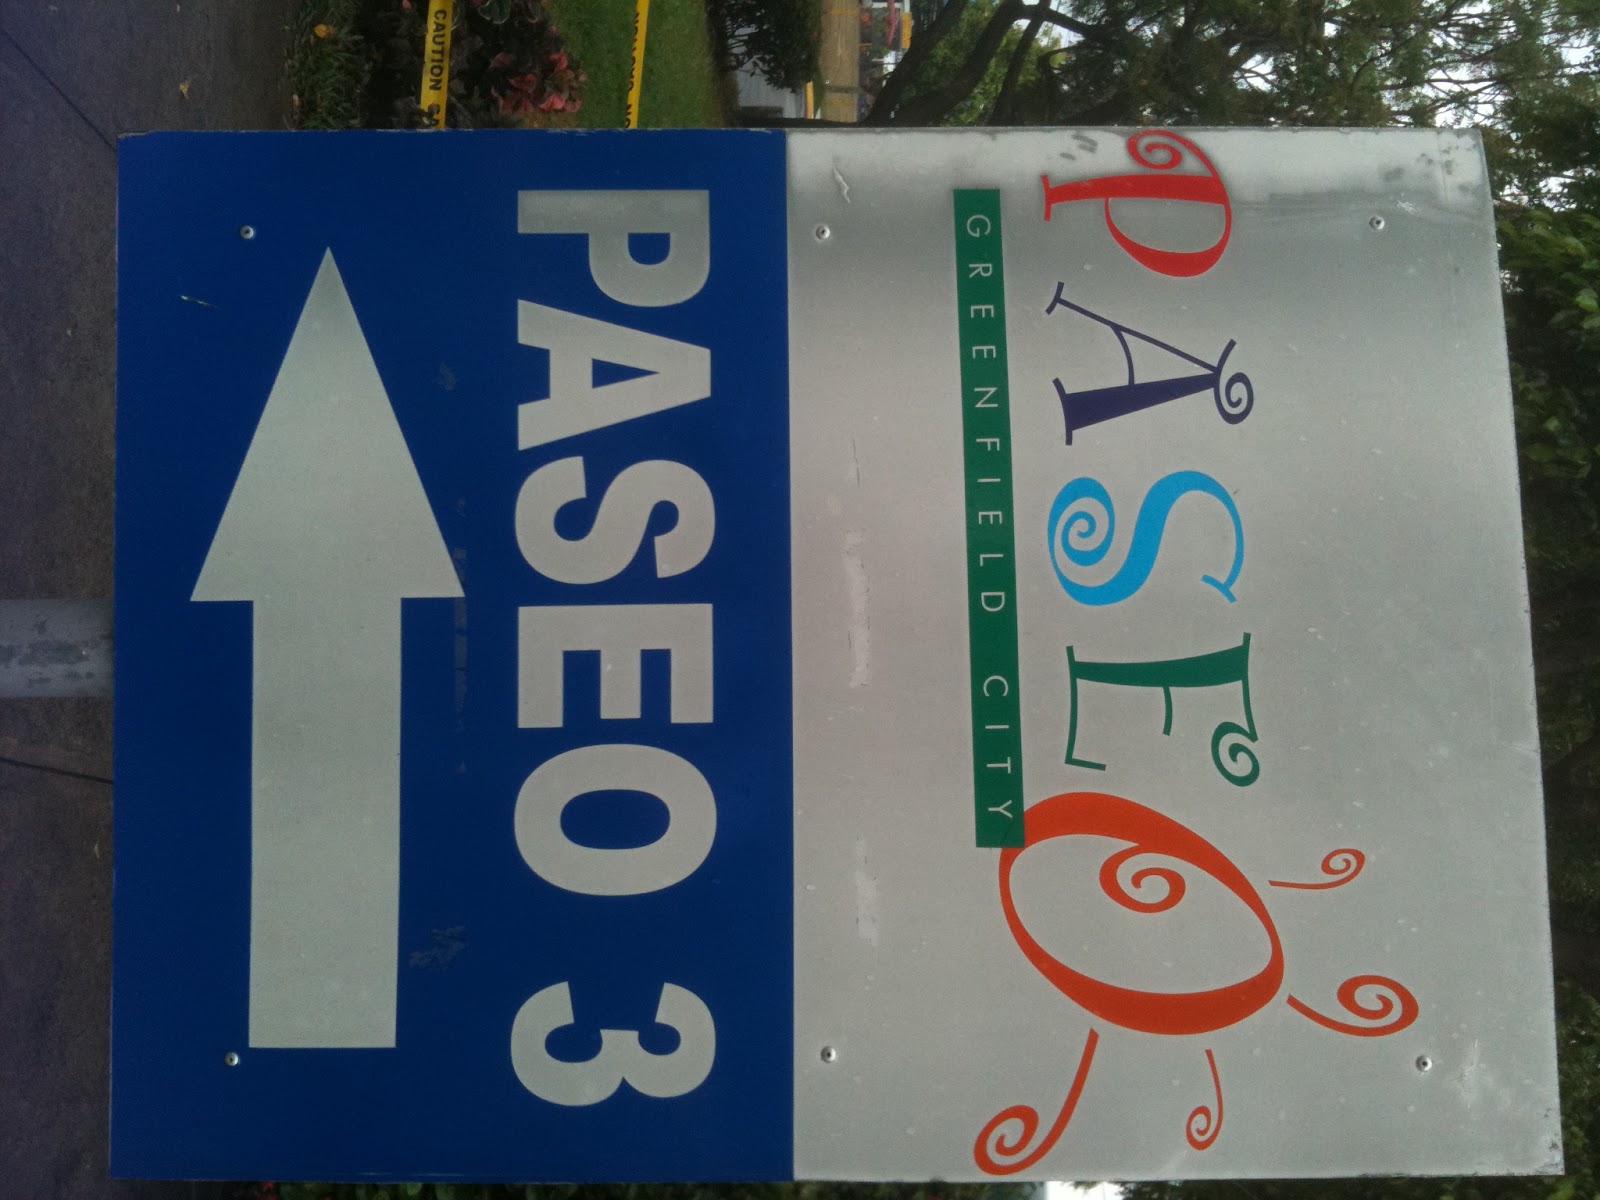 PASEO
GREENFIELD CITY
PASEO 3
CAUTION